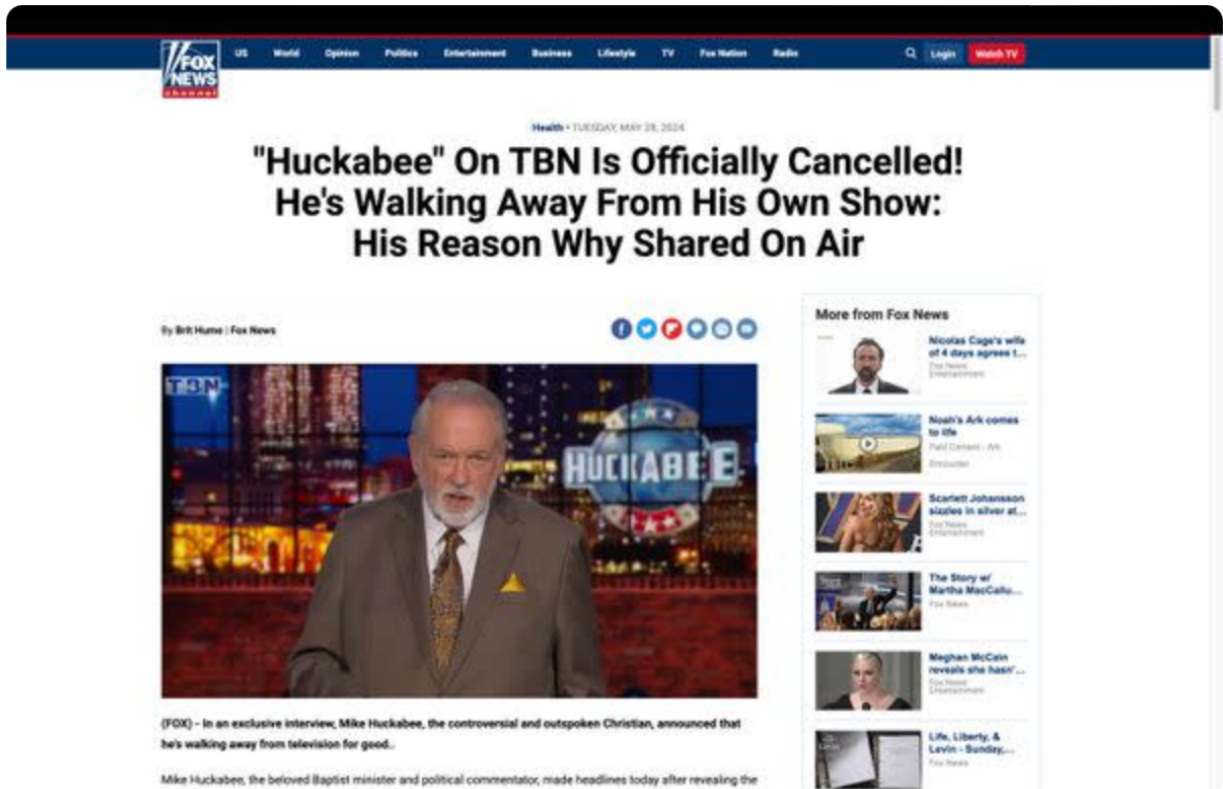 FOX
NEWS
channel
US World Opinion Politics Entertainment Business Lifestyle TV Fox Nation Radio Login Watch TV
Health • TUESDAY, MAY 28, 2024
"Huckabee" On TBN Is Officially Cancelled!
He's Walking Away From His Own Show:
His Reason Why Shared On Air
By Brit Hume | Fox News
TBN
HUCKABEE
(FOX) - In an exclusive interview, Mike Huckabee, the controversial and outspoken Christian, announced that
he's walking away from television for good..
Mike Huckabee, the beloved Baptist minister and political commentator, made headlines today after revealing the
More from Fox News
Nicolas Cage's wife
of 4 days agrees t...
Fox News
Entertainment
Noah's Ark comes
to life
Paid Content - Ark
Encounter
Scarlett Johansson
sizzles in silver at...
Fox News
Entertainment
The Story w/
Martha MacCallu...
Fox News
Meghan McCain
reveals she hasn'...
Fox News
Entertainment
Life, Liberty, &
Levin - Sunday,...
Fox News